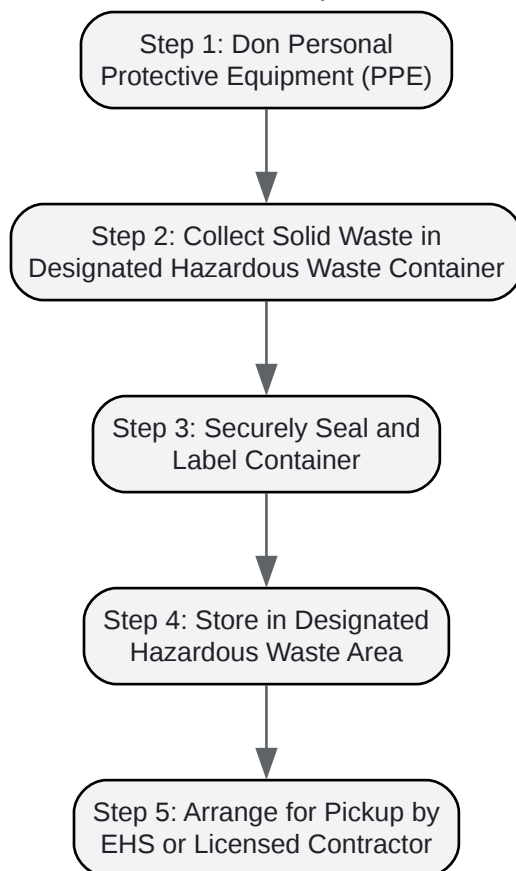 Step 1: Don Personal
Protective Equipment (PPE)
Step 2: Collect Solid Waste in
Designated Hazardous Waste Container
Step 3: Securely Seal and
Label Container
Step 4: Store in Designated
Hazardous Waste Area
Step 5: Arrange for Pickup by
EHS or Licensed Contractor